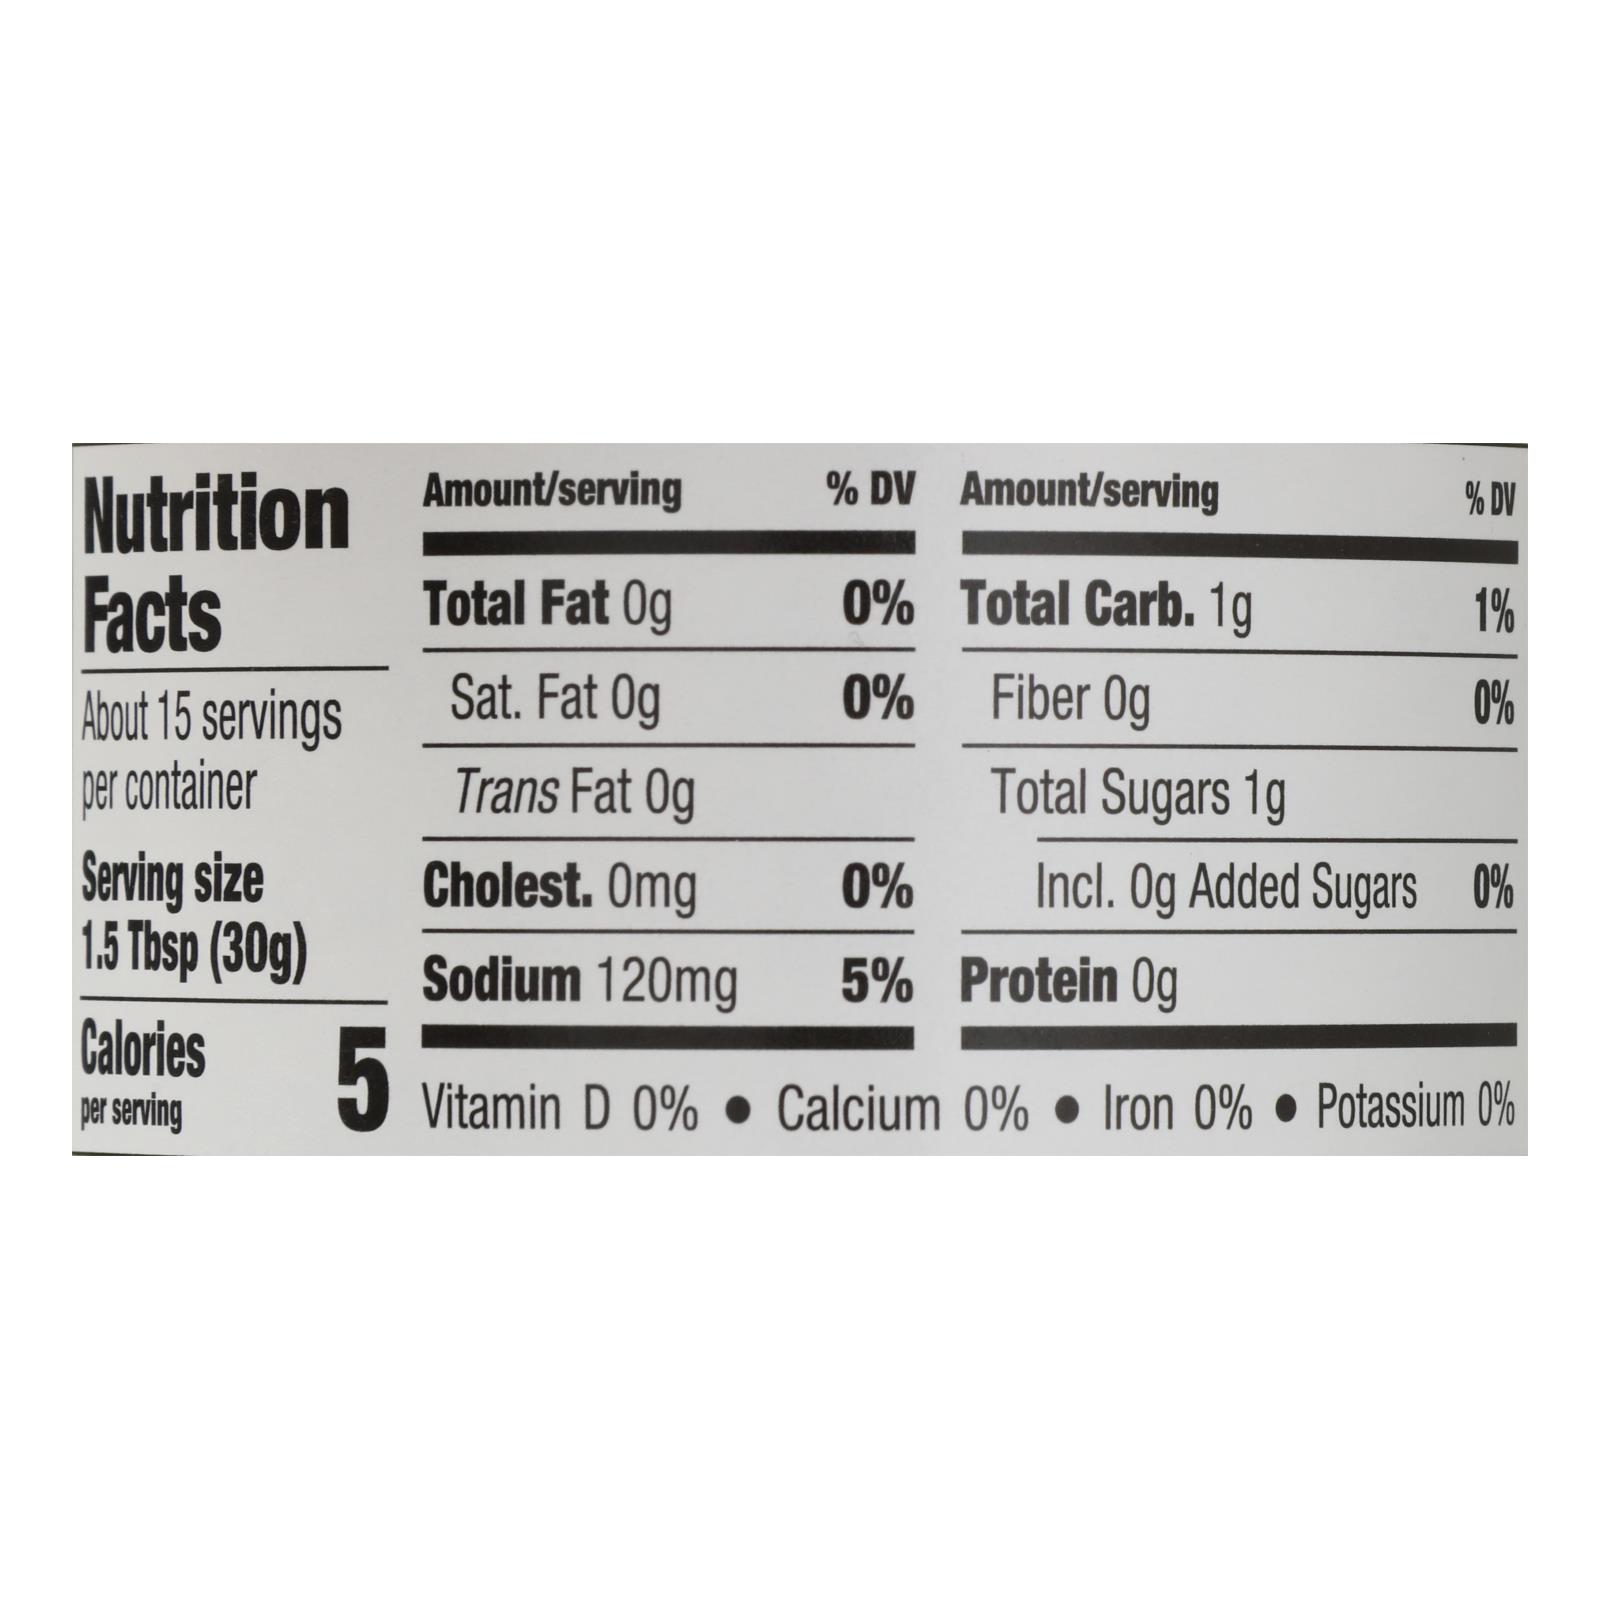 Nutrition
Facts
About 15 servings
per container
Serving size
1.5 Tbsp (30g)
Calories 5
per serving
Amount/serving % DV
Total Fat 0g 0%
Sat. Fat 0g 0%
Trans Fat 0g
Cholest. 0mg 0%
Sodium 120mg 5%
Amount/serving % DV
Total Carb. 1g 1%
Fiber 0g 0%
Total Sugars 1g
Incl. 0g Added Sugars 0%
Protein 0g
Vitamin D 0% • Calcium 0% • Iron 0% • Potassium 0%